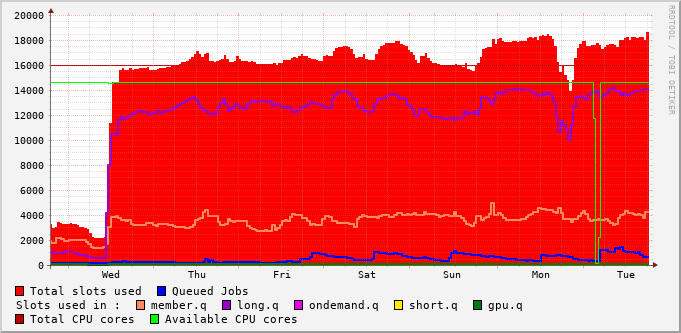 20000
18000
16000
14000
12000
10000
8000
6000
4000
2000
0
Wed Thu Fri Sat Sun Mon Tue
RRDTOOL / TOBI OETIKER
Total slots used Queued Jobs
Slots used in : member.q long.q ondemand.q short.q gpu.q
Total CPU cores Available CPU cores